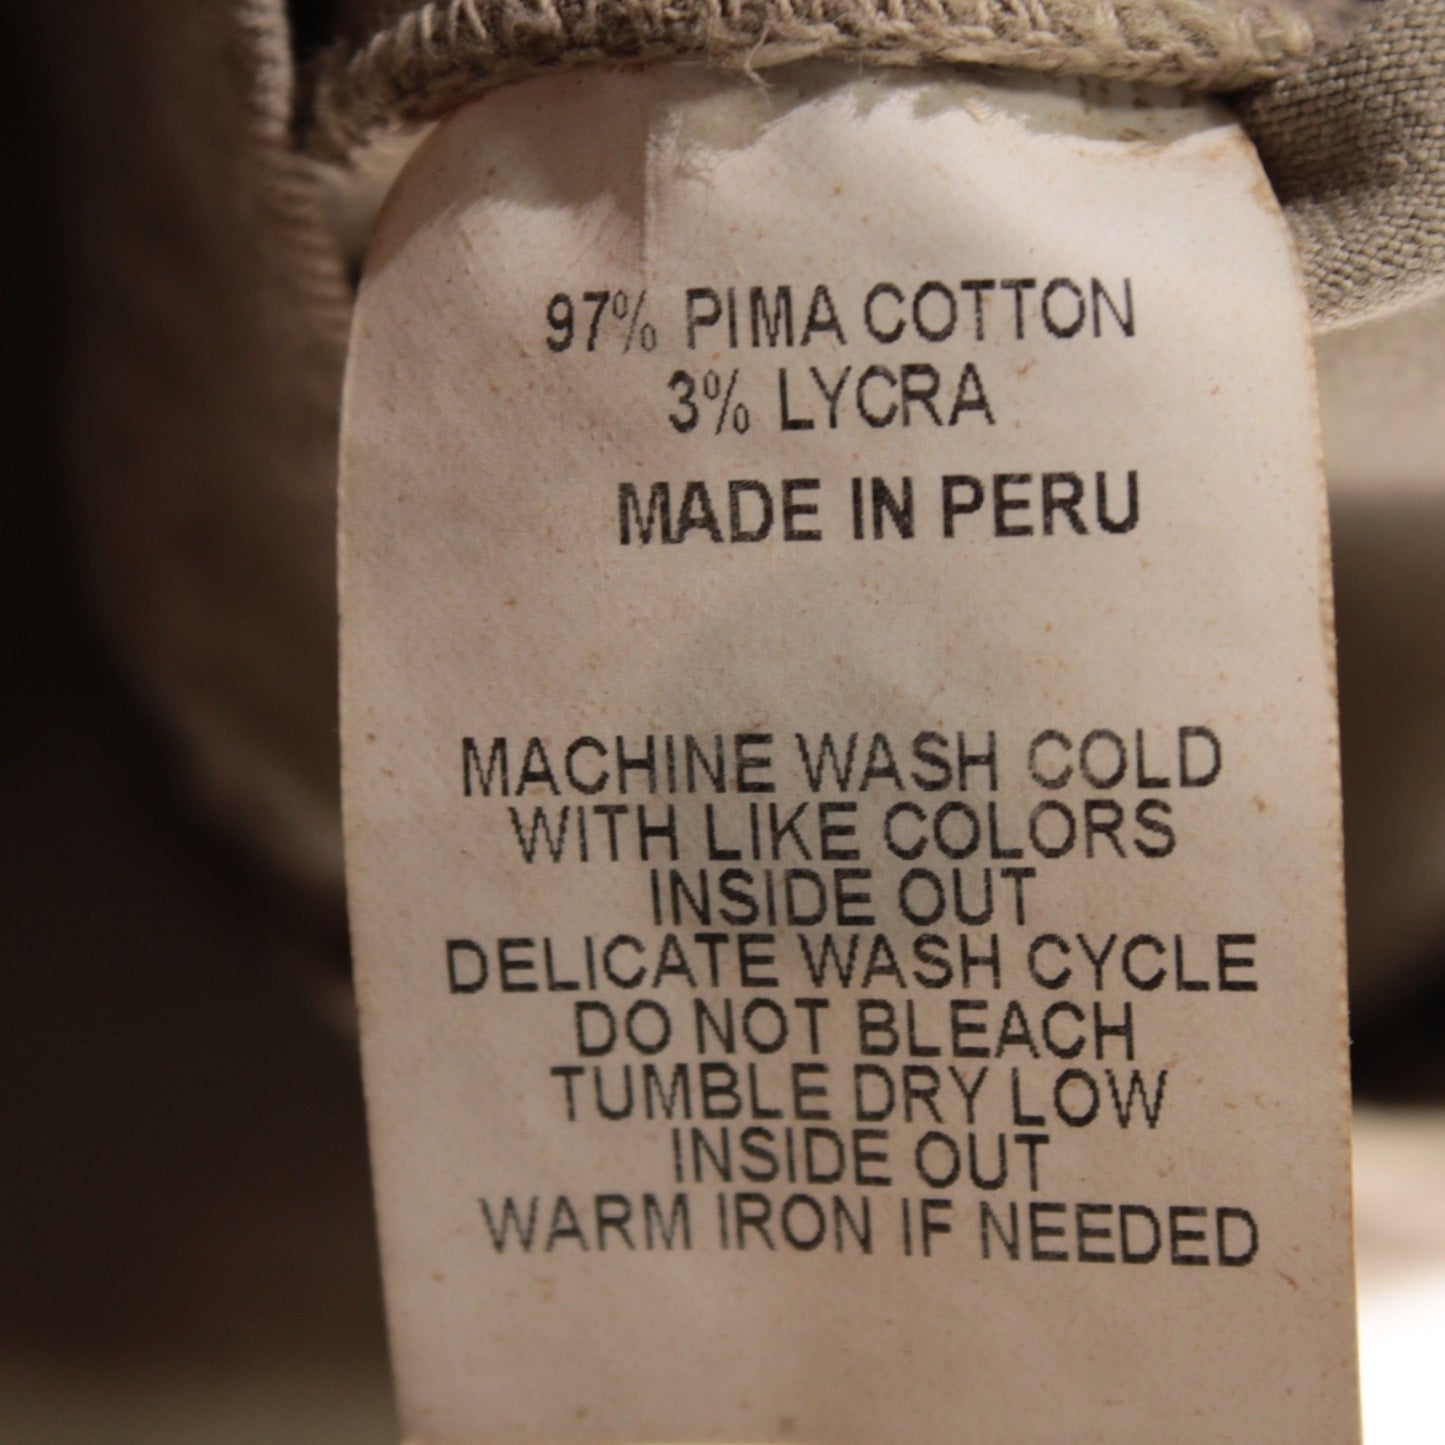 97% PIMA COTTON
3% LYCRA
MADE IN PERU
MACHINE WASH COLD
WITH LIKE COLORS
INSIDE OUT
DELICATE WASH CYCLE
DO NOT BLEACH
TUMBLE DRY LOW
INSIDE OUT
WARM IRON IF NEEDED